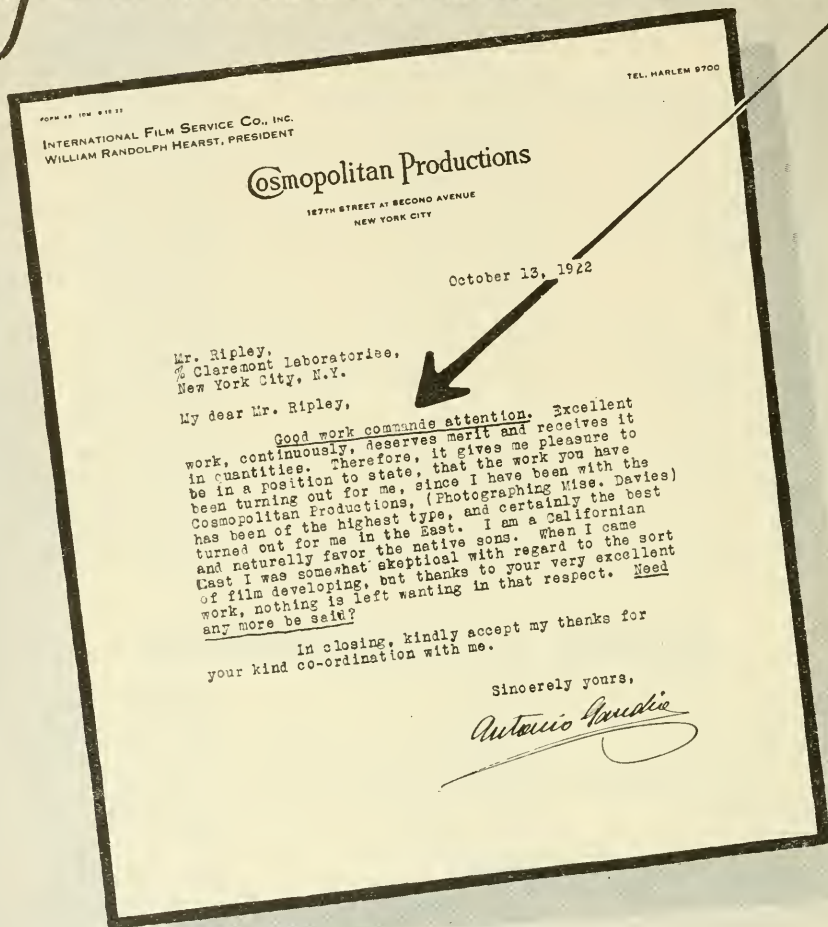 FORM 49 10M 9 15 22
TEL. HARLEM 9700
INTERNATIONAL FILM SERVICE CO., INC.
WILLIAM RANDOLPH HEARST, PRESIDENT
Cosmopolitan Productions
127TH STREET AT SECOND AVENUE
NEW YORK CITY
October 13, 1922
Mr. Ripley,
% Claremont Laboratories,
New York City, N.Y.
My dear Mr. Ripley,
Good work commands attention. Excellent
work, continuously, deserves merit and receives it
in quantities. Therefore, it gives me pleasure to
be in a position to state, that the work you have
been turning out for me, since I have been with the
Cosmopolitan Productions, (Photographing Miss. Davies)
has been of the highest type, and certainly the best
turned out for me in the East. I am a Californian
and naturally favor the native sons. When I came
East I was somewhat skeptical with regard to the sort
of film developing, but thanks to your very excellent
work, nothing is left wanting in that respect. Need
any more be said?
In closing, kindly accept my thanks for
your kind co-ordination with me.
Sincerely yours,
Antonio Gaudio